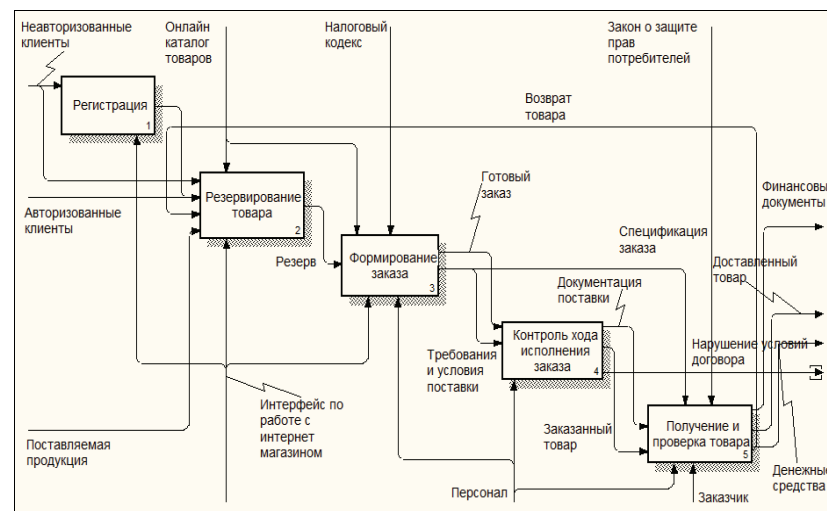 Неавторизованные
клиенты
Онлайн
каталог
товаров
Налоговый
кодекс
Закон о защите
прав
потребителей
Регистрация
1
Возврат
товара
Готовый
заказ
Финансовые
документы
Резервирование
товара
2
Авторизованные
клиенты
Резерв
Формирование
заказа
3
Спецификация
заказа
Доставленный
товар
Документация
поставки
Контроль хода
исполнения
заказа
4
Нарушение условий
договора
Требования
и условия
поставки
Интерфейс по
работе с
интернет
магазином
Поставляемая
продукция
Заказанный
товар
Получение и
проверка товара
5
Денежные
средства
Персонал
Заказчик